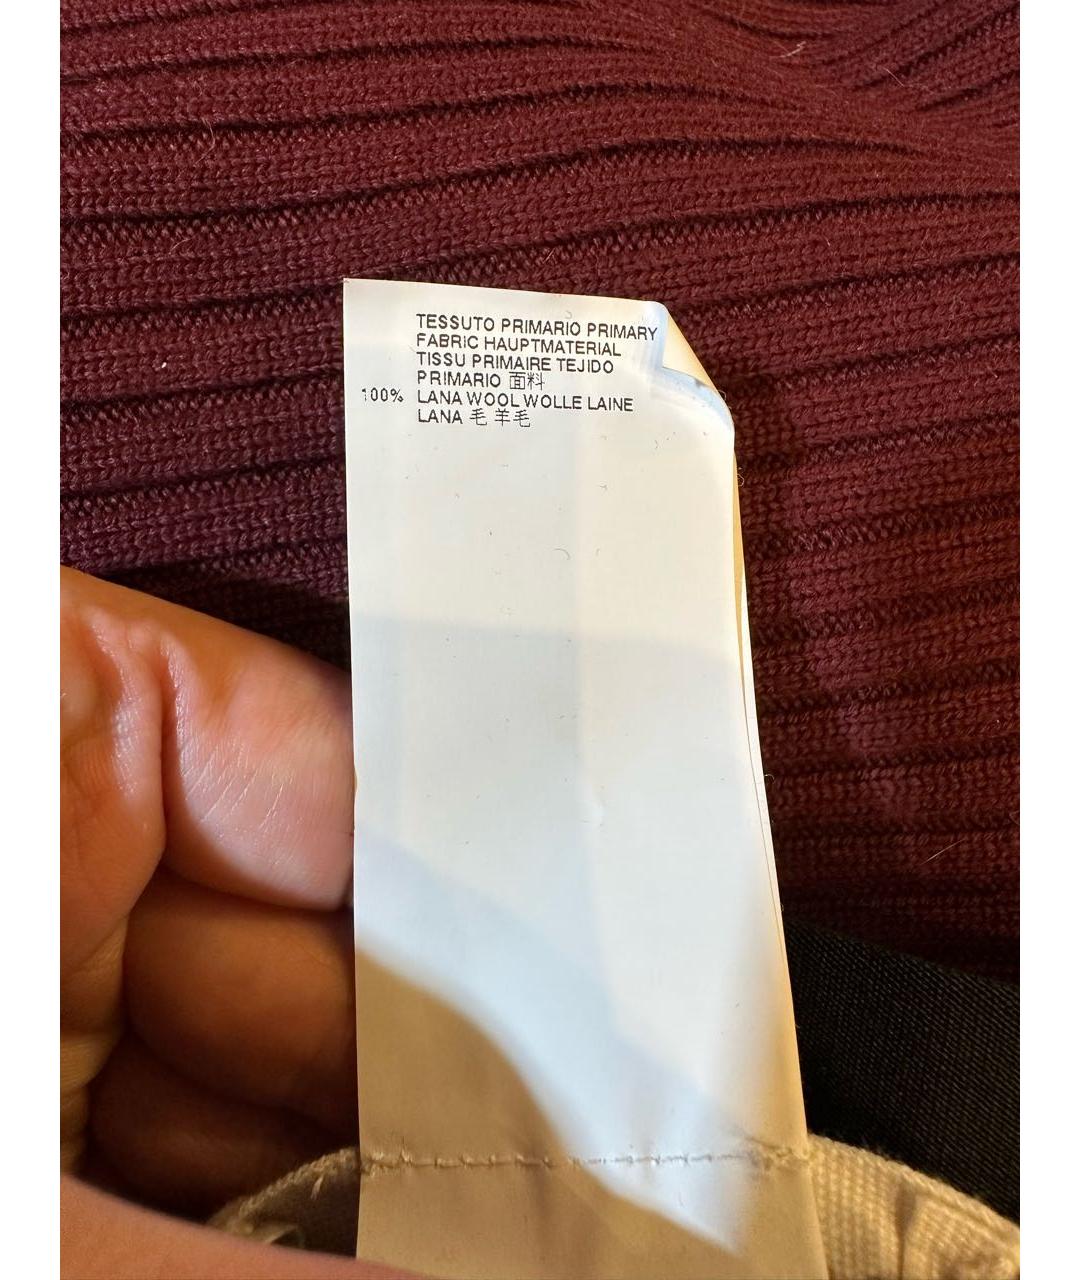 TESSUTO PRIMARIO PRIMARY
FABRIC HAUPTMATERIAL
TISSU PRIMAIRE TEJIDO
PRIMARIO 面料
100% LANA WOOL WOLLE LAINE
LANA 毛 羊毛